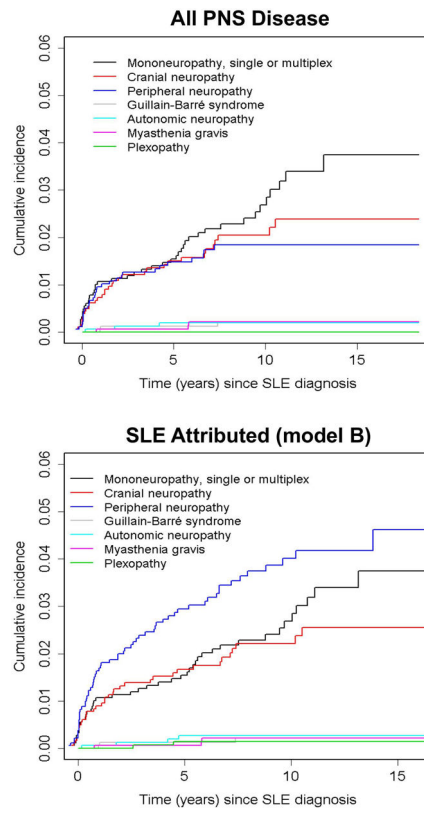 All PNS Disease
0.06
0.05
0.04
0.03
0.02
0.01
0.00
Cumulative incidence
Mononeuropathy, single or multiplex
Cranial neuropathy
Peripheral neuropathy
Guillain-Barré syndrome
Autonomic neuropathy
Myasthenia gravis
Plexopathy
0 5 10 15
Time (years) since SLE diagnosis
SLE Attributed (model B)
0.06
0.05
0.04
0.03
0.02
0.01
0.00
Cumulative incidence
Mononeuropathy, single or multiplex
Cranial neuropathy
Peripheral neuropathy
Guillain-Barré syndrome
Autonomic neuropathy
Myasthenia gravis
Plexopathy
0 5 10 15
Time (years) since SLE diagnosis